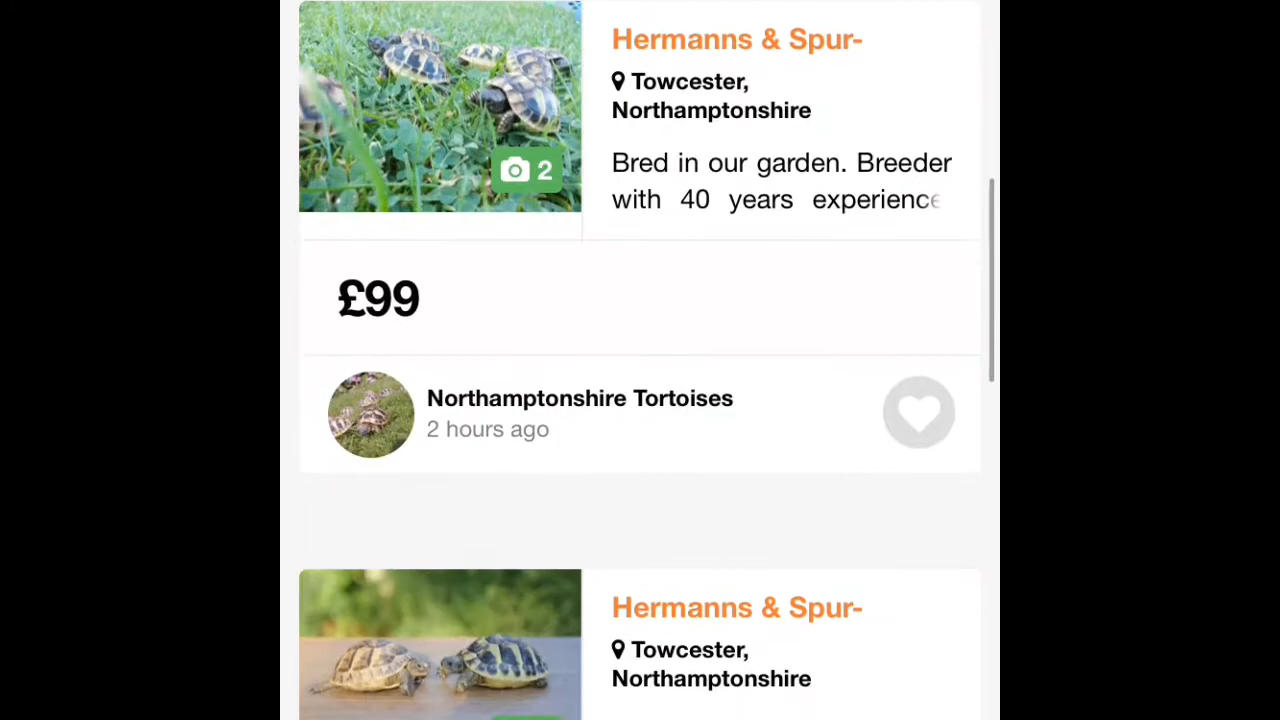 Hermanns & Spur-
Towcester,
Northamptonshire
Bred in our garden. Breeder
with 40 years experience
2
£99
Northamptonshire Tortoises
2 hours ago
Hermanns & Spur-
Towcester,
Northamptonshire